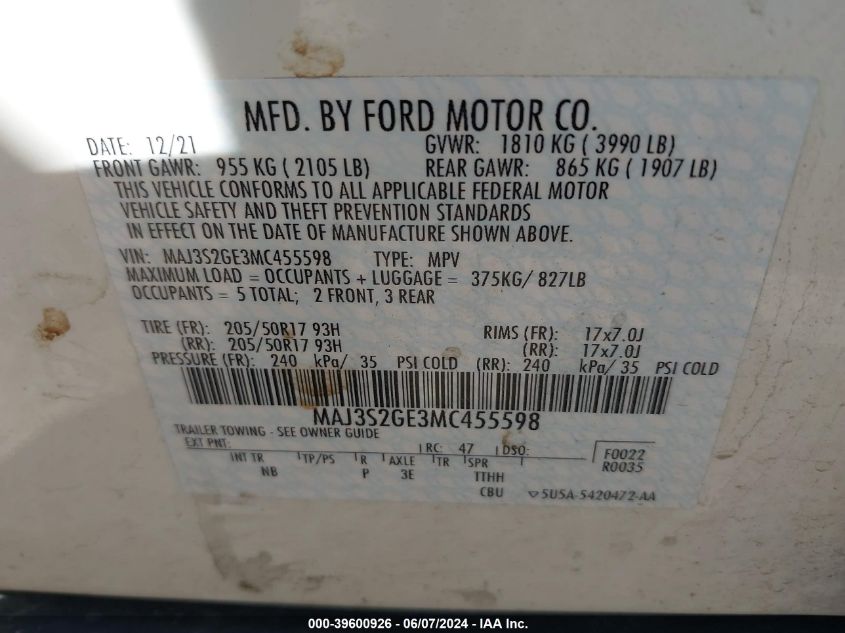 MFD. BY FORD MOTOR CO.
DATE: 12/21 GVWR: 1810 KG ( 3990 LB)
FRONT GAWR: 955 KG ( 2105 LB) REAR GAWR: 865 KG ( 1907 LB)
THIS VEHICLE CONFORMS TO ALL APPLICABLE FEDERAL MOTOR
VEHICLE SAFETY AND THEFT PREVENTION STANDARDS
IN EFFECT ON THE DATE OF MANUFACTURE SHOWN ABOVE.
VIN: MAJ3S2GE3MC455598 TYPE: MPV
MAXIMUM LOAD = OCCUPANTS + LUGGAGE = 375KG/ 827LB
OCCUPANTS = 5 TOTAL; 2 FRONT, 3 REAR
TIRE (FR): 205/50R17 93H RIMS (FR): 17x7.0J
(RR): 205/50R17 93H (RR): 17x7.0J
PRESSURE (FR): 240 kPa/ 35 PSI COLD (RR): 240 kPa/ 35 PSI COLD
MAJ3S2GE3MC455598
TRAILER TOWING - SEE OWNER GUIDE
EXT PNT: RC: 47 DSO: F0022
R0035
INT TR TP/PS R AXLE TR SPR
NB P 3E TTHH
CBU 5U5A-5420472-AA
000-39600926 - 06/07/2024 - IAAI Inc.